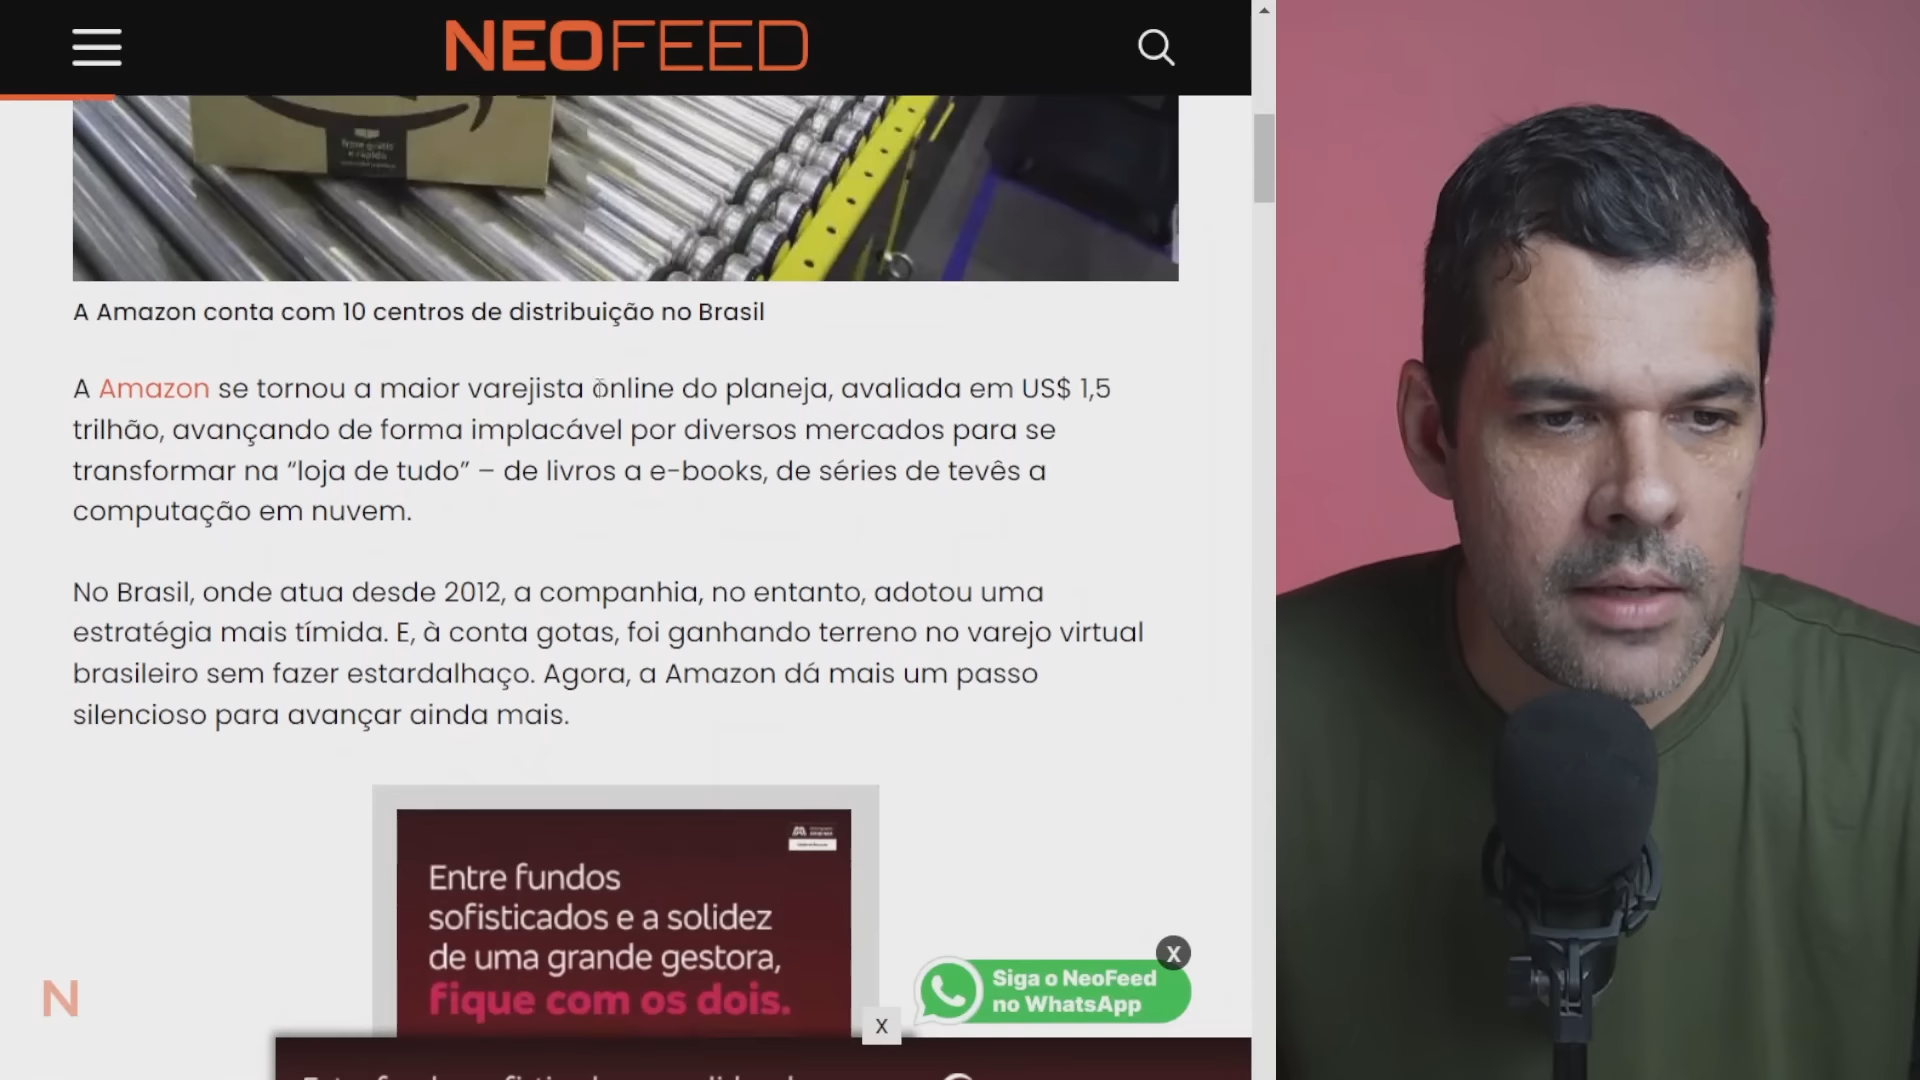 NEOFEED
frete grátis
e rápido
A Amazon conta com 10 centros de distribuição no Brasil
A Amazon se tornou a maior varejista online do planeja, avaliada em US$ 1,5
trilhão, avançando de forma implacável por diversos mercados para se
transformar na “loja de tudo” – de livros a e-books, de séries de tevês a
computação em nuvem.
No Brasil, onde atua desde 2012, a companhia, no entanto, adotou uma
estratégia mais tímida. E, à conta gotas, foi ganhando terreno no varejo virtual
brasileiro sem fazer estardalhaço. Agora, a Amazon dá mais um passo
silencioso para avançar ainda mais.
Entre fundos
sofisticados e a solidez
de uma grande gestora,
fique com os dois.
X
Siga o NeoFeed
no WhatsApp
N
X